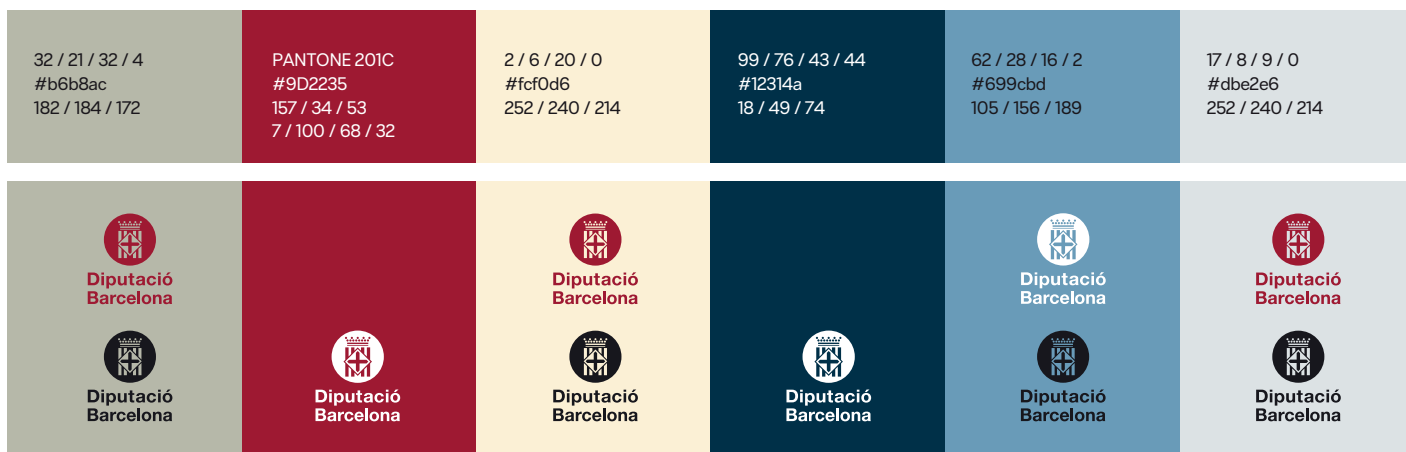 32 / 21 / 32 / 4
#b6b8ac
182 / 184 / 172
PANTONE 201C
#9D2235
157 / 34 / 53
7 / 100 / 68 / 32
2 / 6 / 20 / 0
#fcf0d6
252 / 240 / 214
99 / 76 / 43 / 44
#12314a
18 / 49 / 74
62 / 28 / 16 / 2
#699cbd
105 / 156 / 189
17 / 8 / 9 / 0
#dbe2e6
252 / 240 / 214
Diputació
Barcelona
Diputació
Barcelona
Diputació
Barcelona
Diputació
Barcelona
Diputació
Barcelona
Diputació
Barcelona
Diputació
Barcelona
Diputació
Barcelona
Diputació
Barcelona
Diputació
Barcelona